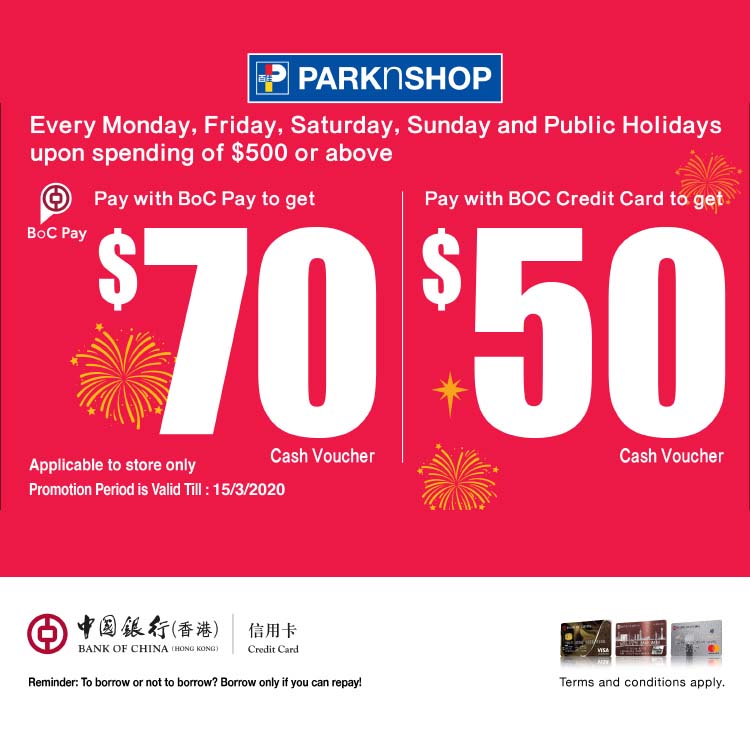 百佳
PARKnSHOP
Every Monday, Friday, Saturday, Sunday and Public Holidays
upon spending of $500 or above
BoC Pay
Pay with BoC Pay to get
$70
Cash Voucher
Pay with BOC Credit Card to get
$50
Cash Voucher
Applicable to store only
Promotion Period is Valid Till : 15/3/2020
中國銀行(香港)
BANK OF CHINA (HONG KONG)
信用卡
Credit Card
VISA
Reminder: To borrow or not to borrow? Borrow only if you can repay!
Terms and conditions apply.